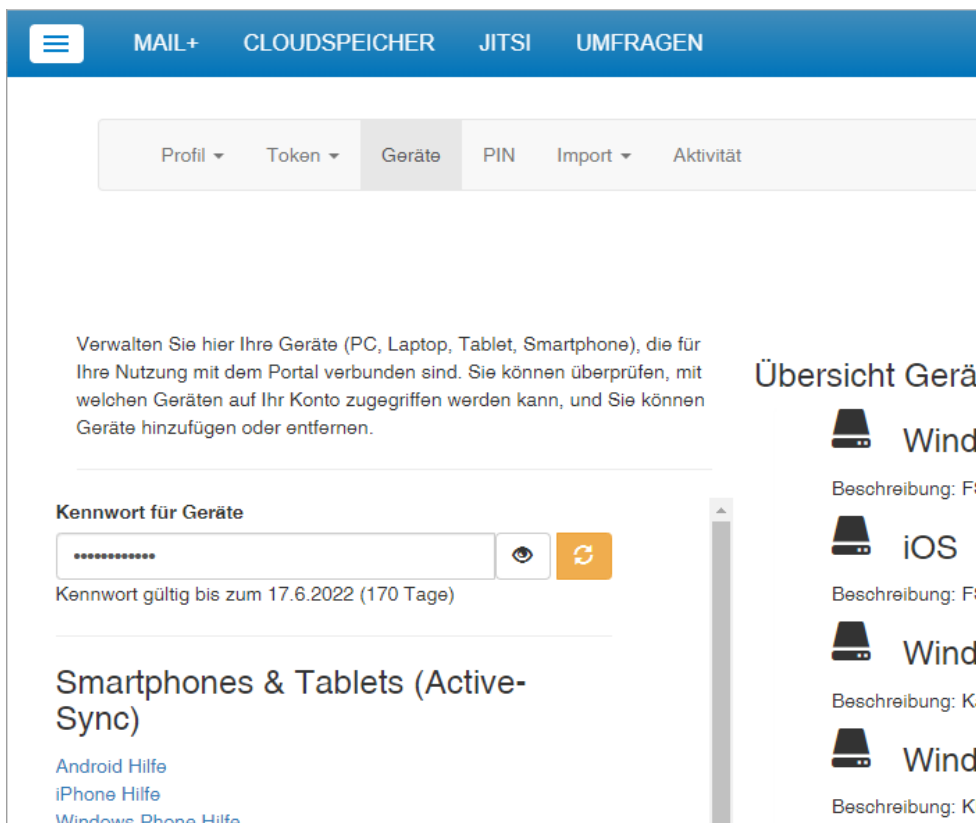 MAIL+ CLOUDSPEICHER JITSI UMFRAGEN
Profil Token Geräte PIN Import Aktivität
Verwalten Sie hier Ihre Geräte (PC, Laptop, Tablet, Smartphone), die für
Ihre Nutzung mit dem Portal verbunden sind. Sie können überprüfen, mit
welchen Geräten auf Ihr Konto zugegriffen werden kann, und Sie können
Geräte hinzufügen oder entfernen.
Kennwort für Geräte
••••••••••••
Kennwort gültig bis zum 17.6.2022 (170 Tage)
Smartphones & Tablets (Active-
Sync)
Android Hilfe
iPhone Hilfe
Windows Phone Hilfe
Übersicht Gerä
Wind
Beschreibung: F
iOS
Beschreibung: F
Wind
Beschreibung: K
Wind
Beschreibung: K